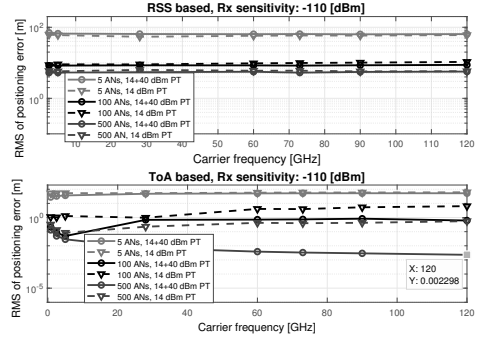 RSS based, Rx sensitivity: -110 [dBm]
RMS of positioning error [m]
10²
10⁰
5 ANs, 14+40 dBm PT
5 ANs, 14 dBm PT
100 ANs, 14+40 dBm PT
100 ANs, 14 dBm PT
500 ANs, 14+40 dBm PT
500 AN, 14 dBm PT
10 40 50 60 70 80 90 100 110 120
Carrier frequency [GHz]
ToA based, Rx sensitivity: -110 [dBm]
RMS of positioning error [m]
10⁰
10⁻⁵
5 ANs, 14+40 dBm PT
5 ANs, 14 dBm PT
100 ANs, 14+40 dBm PT
100 ANs, 14 dBm PT
500 ANs, 14+40 dBm PT
500 ANs, 14 dBm PT
X: 120
Y: 0.002298
0 20 40 60 80 100 120
Carrier frequency [GHz]